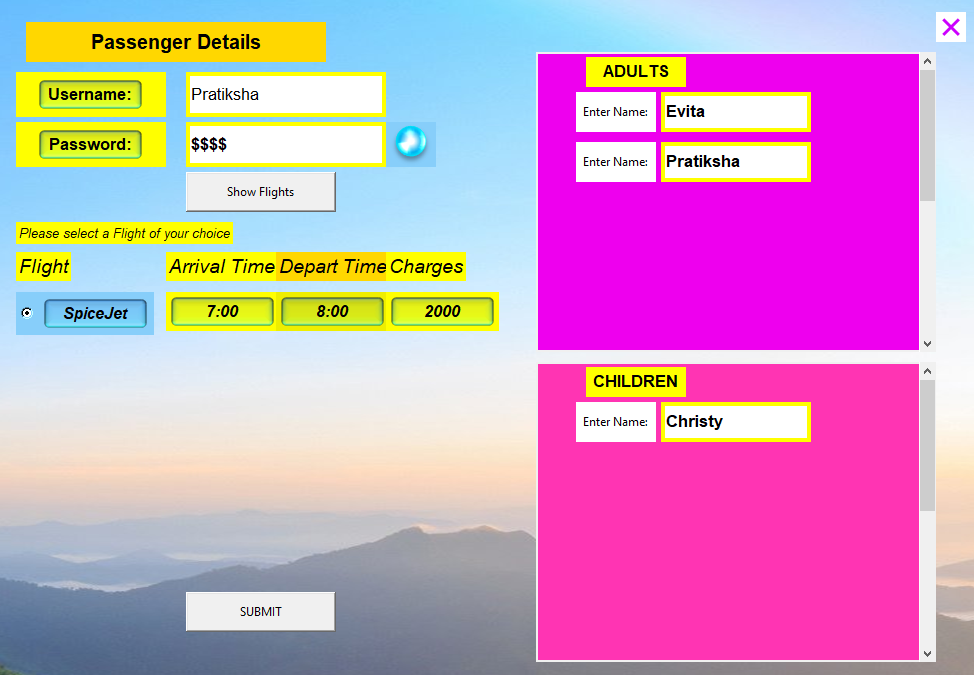 Passenger Details
Username: Pratiksha
Password: $$$$
Show Flights
Please select a Flight of your choice
Flight Arrival Time Depart Time Charges
SpiceJet 7:00 8:00 2000
SUBMIT
ADULTS
Enter Name: Evita
Enter Name: Pratiksha
CHILDREN
Enter Name: Christy